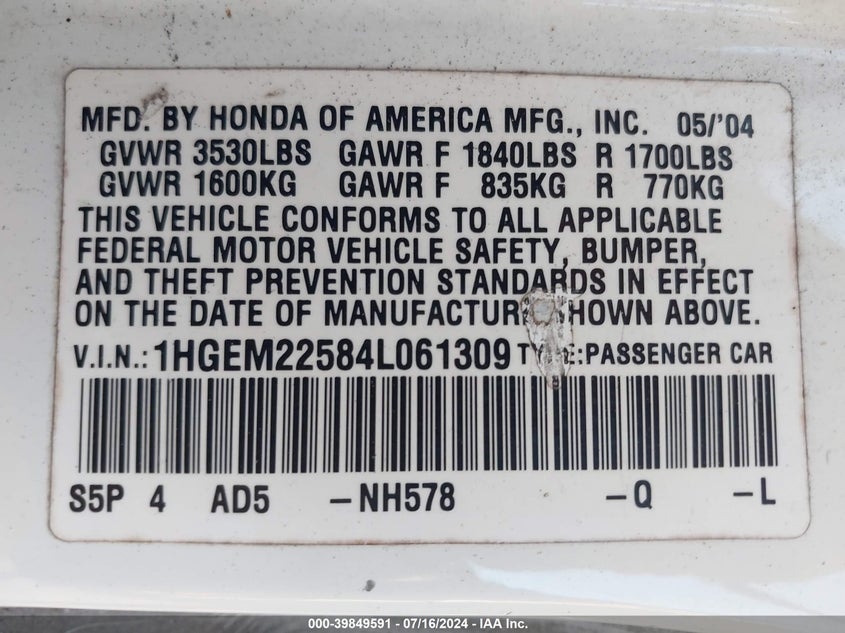 MFD. BY HONDA OF AMERICA MFG., INC. 05/'04
GVWR 3530LBS GAWR F 1840LBS R 1700LBS
GVWR 1600KG GAWR F 835KG R 770KG
THIS VEHICLE CONFORMS TO ALL APPLICABLE
FEDERAL MOTOR VEHICLE SAFETY, BUMPER,
AND THEFT PREVENTION STANDARDS IN EFFECT
ON THE DATE OF MANUFACTURE SHOWN ABOVE.
V.I.N.: 1HGEM22584L061309 TYPE: PASSENGER CAR
S5P 4 AD5 -NH578 -Q -L
000-39849591 - 07/16/2024 - IAA Inc.